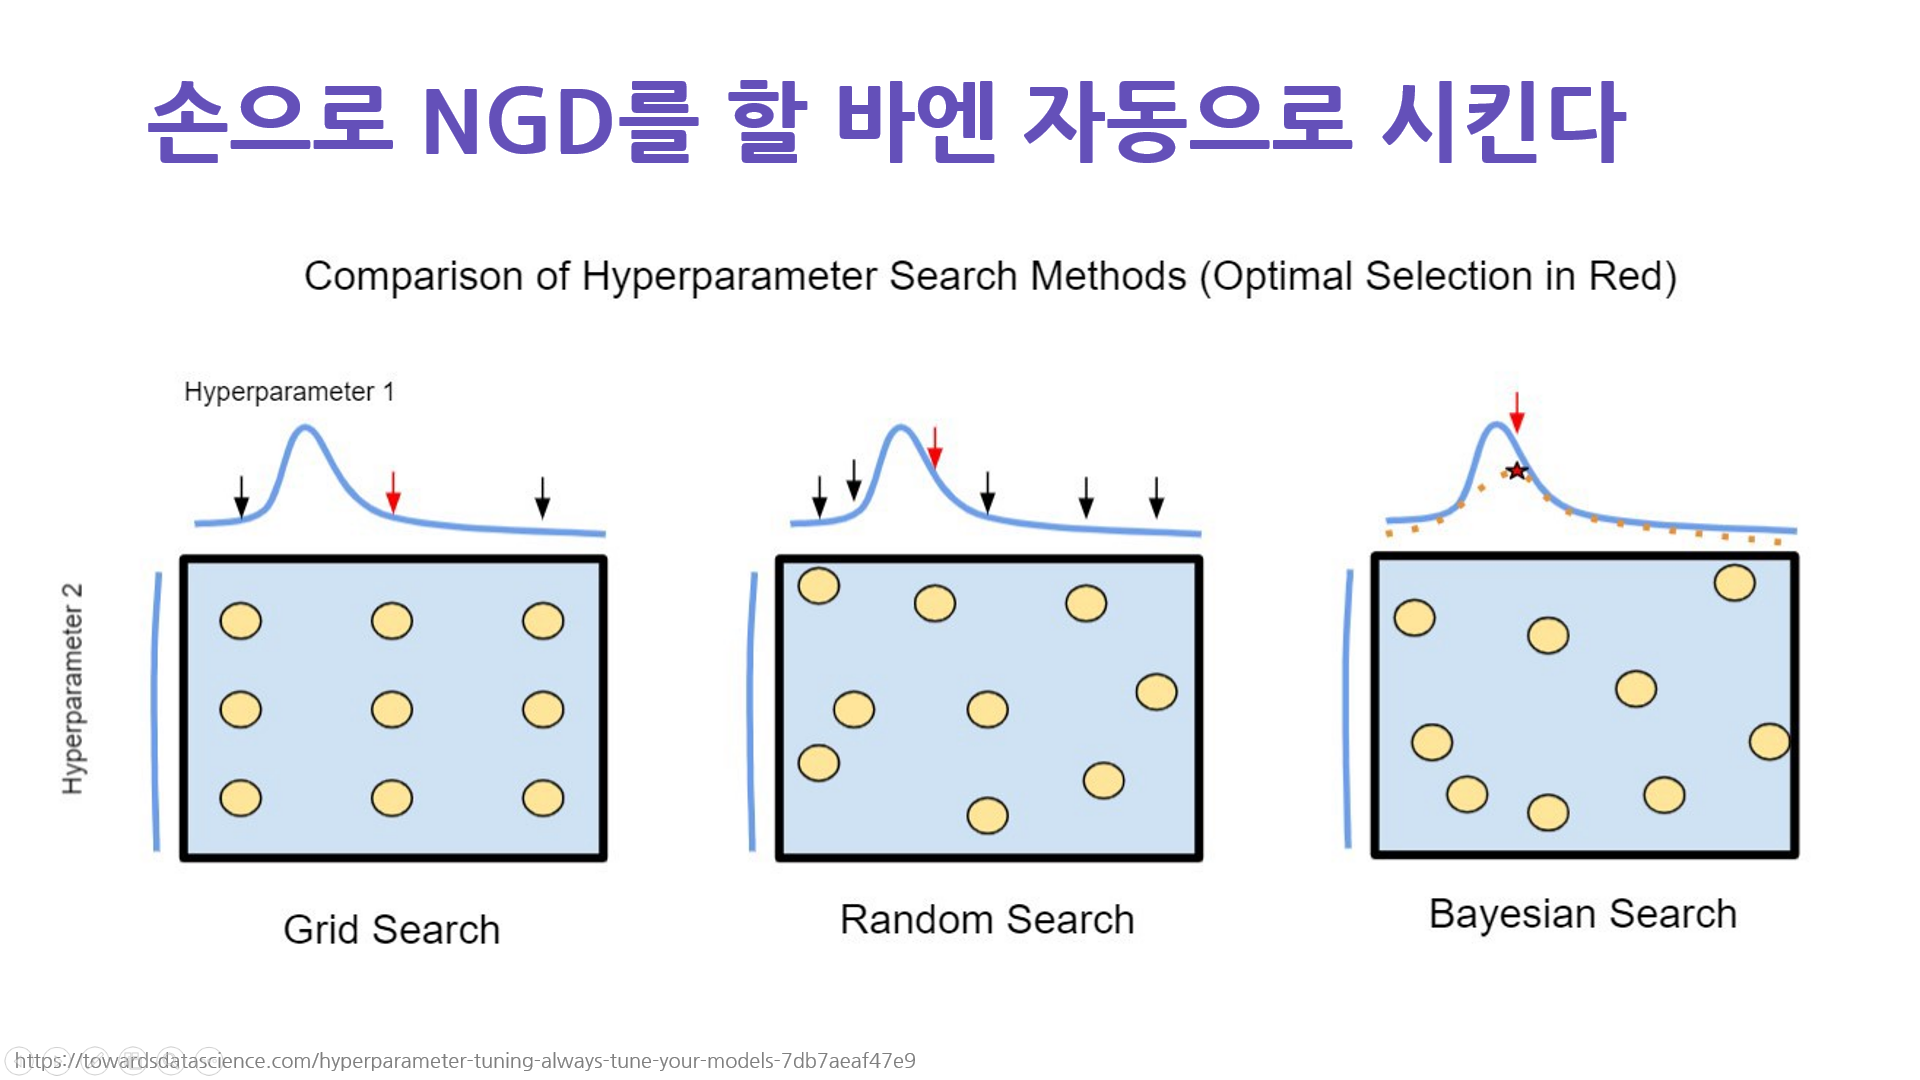 손으로 NGD를 할 바엔 자동으로 시킨다
Comparison of Hyperparameter Search Methods (Optimal Selection in Red)
Hyperparameter 1
Hyperparameter 2
Grid Search
Random Search
Bayesian Search
https://towardsdatascience.com/hyperparameter-tuning-always-tune-your-models-7db7aeaf47e9